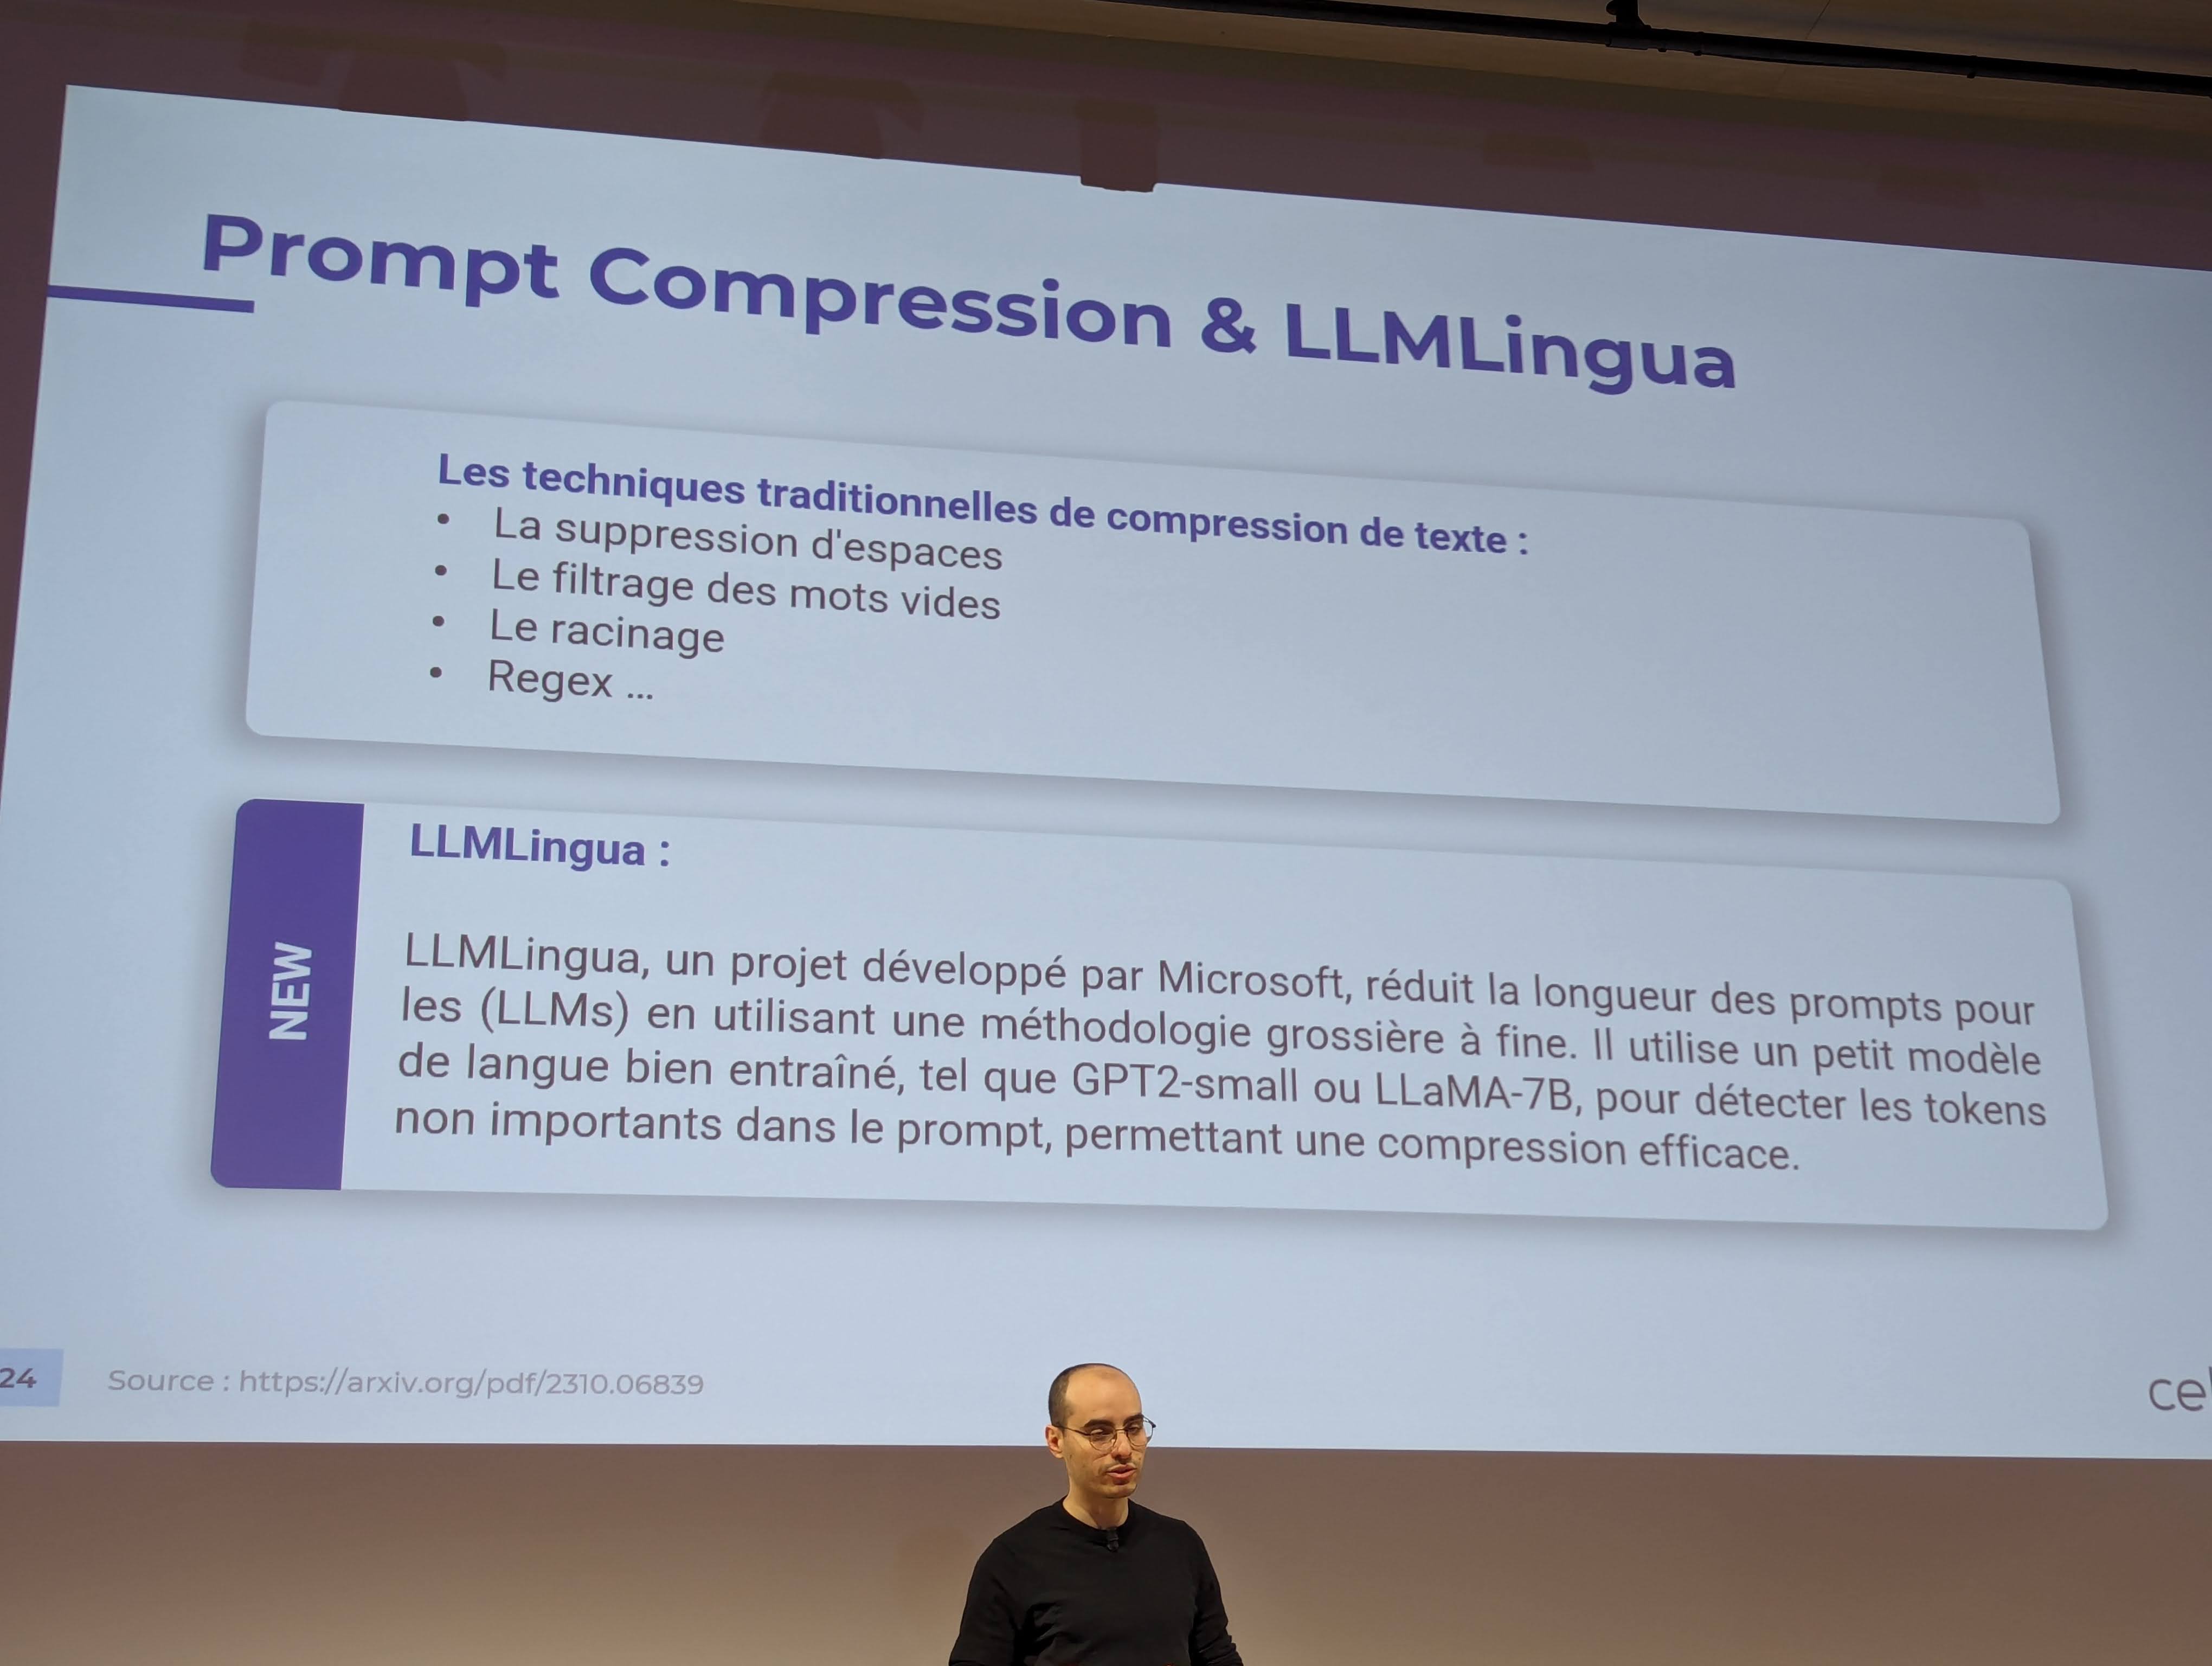 Prompt Compression & LLMLingua
Les techniques traditionnelles de compression de texte :
• La suppression d'espaces
• Le filtrage des mots vides
• Le racinage
• Regex ...
NEW
LLMLingua :
LLMLingua, un projet développé par Microsoft, réduit la longueur des prompts pour
les (LLMs) en utilisant une méthodologie grossière à fine. Il utilise un petit modèle
de langue bien entraîné, tel que GPT2-small ou LLaMA-7B, pour détecter les tokens
non importants dans le prompt, permettant une compression efficace.
24
Source : https://arxiv.org/pdf/2310.06839